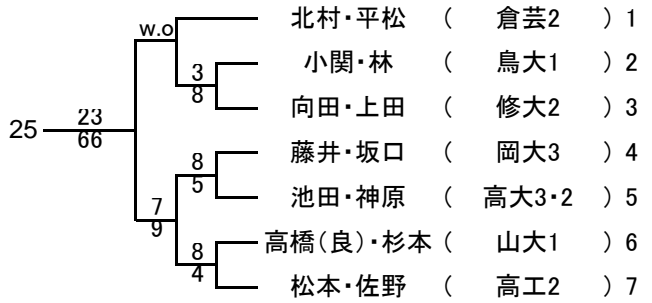 w.o
北村・平松 ( 倉芸2 ) 1
小関・林 ( 鳥大1 ) 2
3
8
向田・上田 ( 修大2 ) 3
25
23
66
藤井・坂口 ( 岡大3 ) 4
8
5
池田・神原 ( 高大3・2 ) 5
7
9
高橋(良)・杉本 ( 山大1 ) 6
8
4
松本・佐野 ( 高工2 ) 7